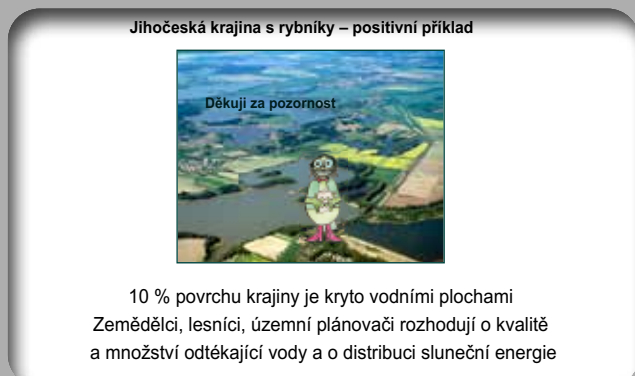 Jihočeská krajina s rybníky – positivní příklad
Děkuji za pozornost
10 % povrchu krajiny je kryto vodními plochami
Zemědělci, lesníci, územní plánovači rozhodují o kvalitě
a množství odtékající vody a o distribuci sluneční energie